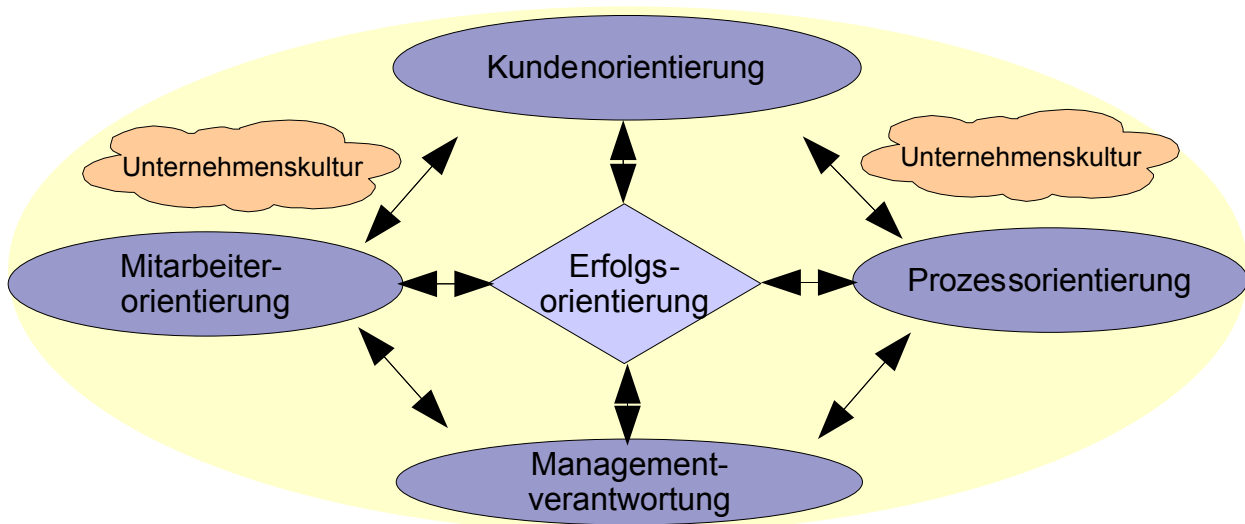 Kundenorientierung
Unternehmenskultur
Unternehmenskultur
Mitarbeiter-
orientierung
Erfolgs-
orientierung
Prozessorientierung
Management-
verantwortung